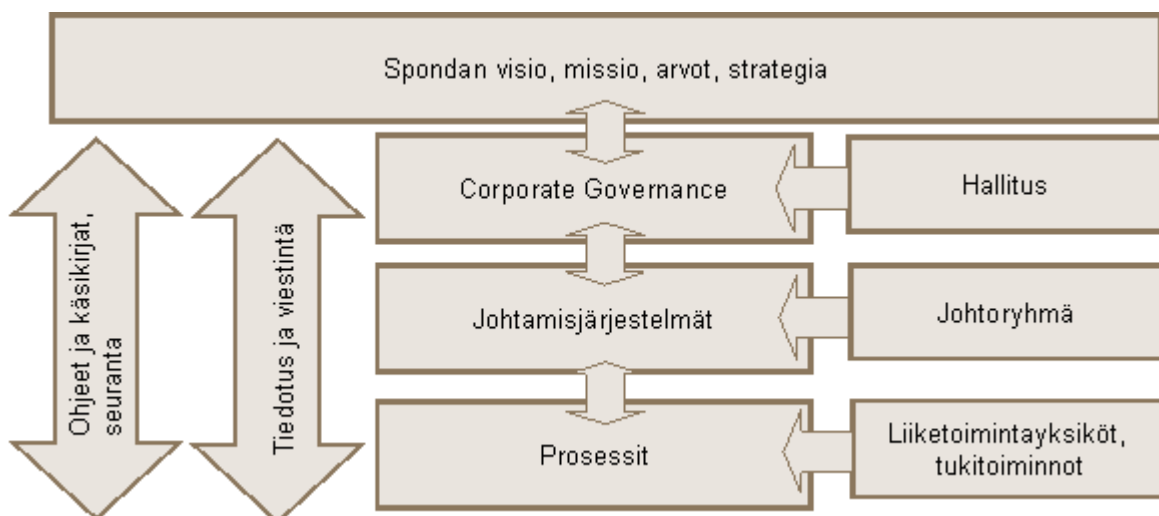 Spondan visio, missio, arvot, strategia
Ohjeet ja käsikirjat,
seuranta
Tiedotus ja viestintä
Corporate Governance
Hallitus
Johtamisjärjestelmät
Johtoryhmä
Prosessit
Liiketoimintayksiköt,
tukitoiminnot